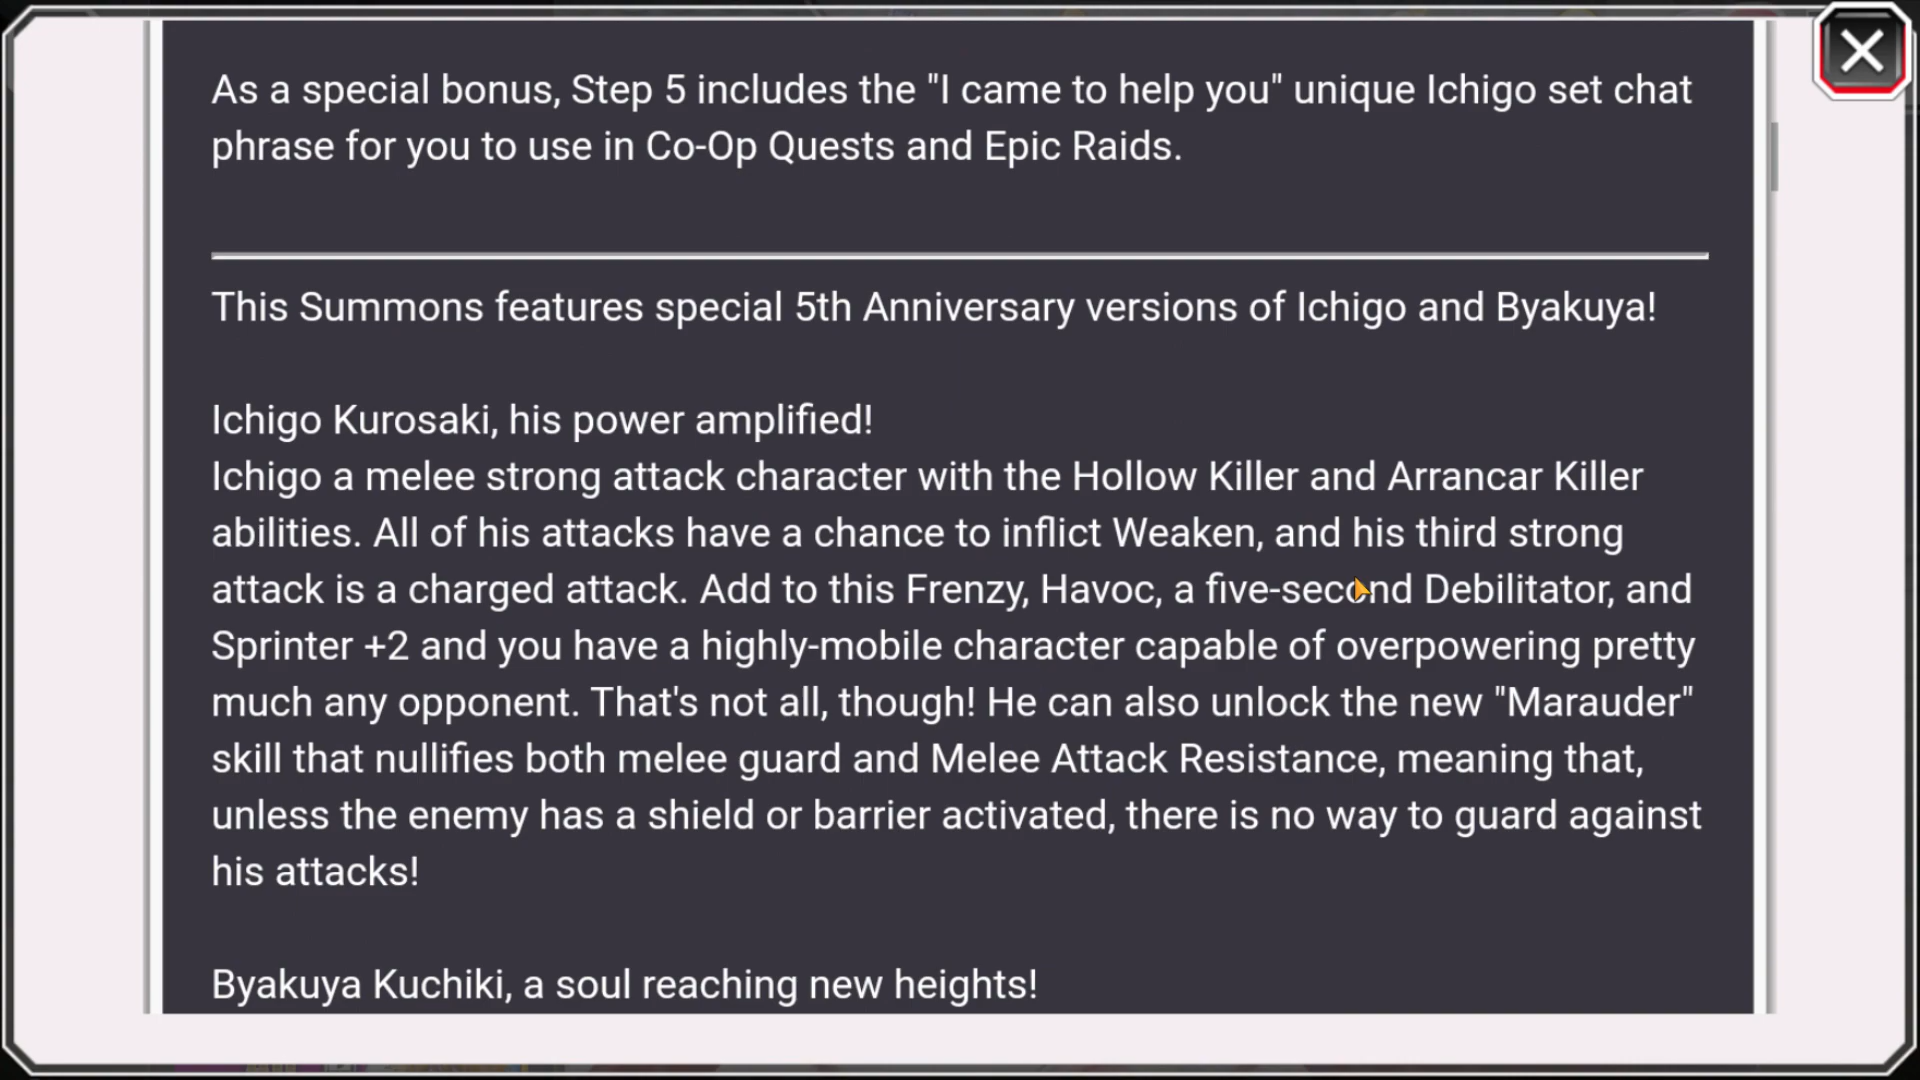 As a special bonus, Step 5 includes the "I came to help you" unique Ichigo set chat
phrase for you to use in Co-Op Quests and Epic Raids.
This Summons features special 5th Anniversary versions of Ichigo and Byakuya!
Ichigo Kurosaki, his power amplified!
Ichigo a melee strong attack character with the Hollow Killer and Arrancar Killer
abilities. All of his attacks have a chance to inflict Weaken, and his third strong
attack is a charged attack. Add to this Frenzy, Havoc, a five-second Debilitator, and
Sprinter +2 and you have a highly-mobile character capable of overpowering pretty
much any opponent. That's not all, though! He can also unlock the new "Marauder"
skill that nullifies both melee guard and Melee Attack Resistance, meaning that,
unless the enemy has a shield or barrier activated, there is no way to guard against
his attacks!
Byakuya Kuchiki, a soul reaching new heights!